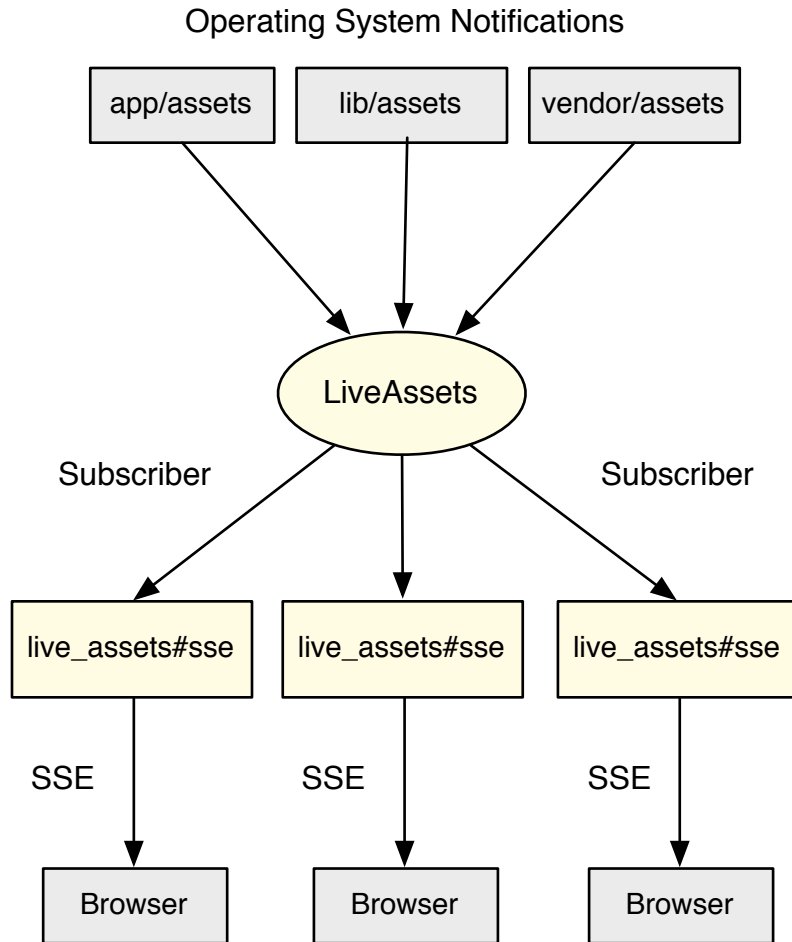 Operating System Notifications
app/assets
lib/assets
vendor/assets
LiveAssets
Subscriber
Subscriber
live_assets#sse
live_assets#sse
live_assets#sse
SSE
SSE
SSE
Browser
Browser
Browser